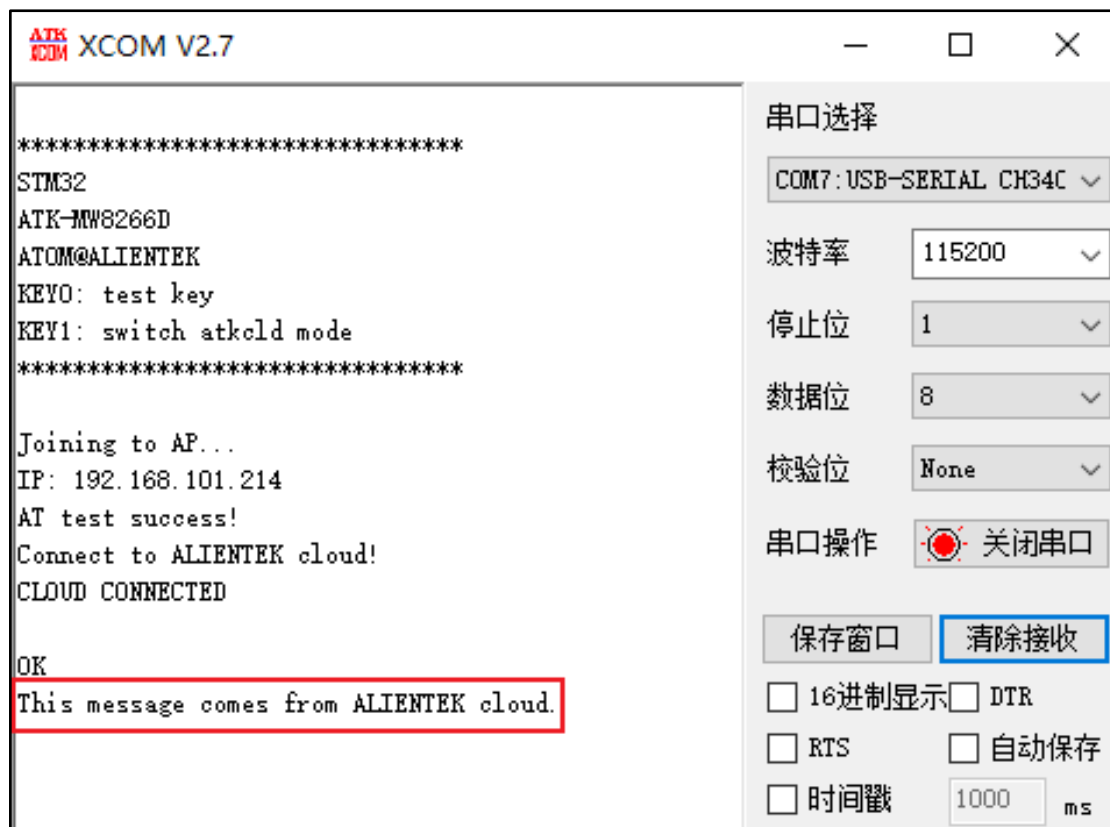 ATK
XCOM XCOM V2.7
********************************
STM32
ATK-MW8266D
ATOM@ALIENTEK
KEY0: test key
KEY1: switch atkcld mode
********************************
Joining to AP...
IP: 192.168.101.214
AT test success!
Connect to ALIENTEK cloud!
CLOUD CONNECTED
OK
This message comes from ALIENTEK cloud.
串口选择
COM7:USB-SERIAL CH340
波特率 115200
停止位 1
数据位 8
校验位 None
串口操作 关闭串口
保存窗口 清除接收
16进制显示 DTR
RTS 自动保存
时间戳 1000 ms